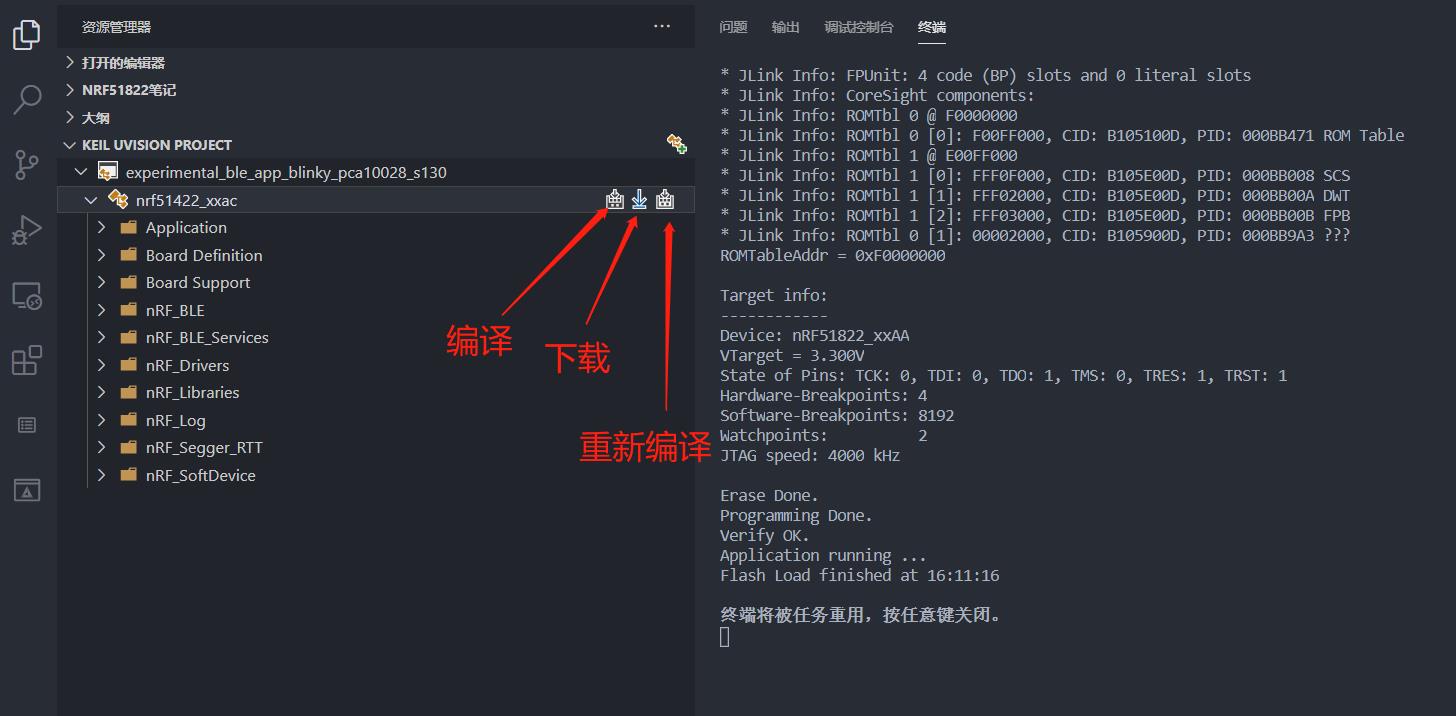 资源管理器
···
打开的编辑器
NRF51822笔记
大纲
KEIL UVISION PROJECT
experimental_ble_app_blinky_pca10028_s130
nrf51422_xxac
Application
Board Definition
Board Support
nRF_BLE
nRF_BLE_Services
nRF_Drivers
nRF_Libraries
nRF_Log
nRF_Segger_RTT
nRF_SoftDevice
编译
下载
重新编译
问题 输出 调试控制台 终端
* JLink Info: FPUnit: 4 code (BP) slots and 0 literal slots
* JLink Info: CoreSight components:
* JLink Info: ROMTbl 0 @ F0000000
* JLink Info: ROMTbl 0 [0]: F00FF000, CID: B105100D, PID: 000BB471 ROM Table
* JLink Info: ROMTbl 1 @ E00FF000
* JLink Info: ROMTbl 1 [0]: FFF0F000, CID: B105E00D, PID: 000BB008 SCS
* JLink Info: ROMTbl 1 [1]: FFF02000, CID: B105E00D, PID: 000BB00A DWT
* JLink Info: ROMTbl 1 [2]: FFF03000, CID: B105E00D, PID: 000BB00B FPB
* JLink Info: ROMTbl 0 [1]: 00002000, CID: B105900D, PID: 000BB9A3 ???
ROMTableAddr = 0xF0000000
Target info:
------------
Device: nRF51822_xxAA
VTarget = 3.300V
State of Pins: TCK: 0, TDI: 0, TDO: 1, TMS: 0, TRES: 1, TRST: 1
Hardware-Breakpoints: 4
Software-Breakpoints: 8192
Watchpoints: 2
JTAG speed: 4000 kHz
Erase Done.
Programming Done.
Verify OK.
Application running ...
Flash Load finished at 16:11:16
终端将被任务重用，按任意键关闭。